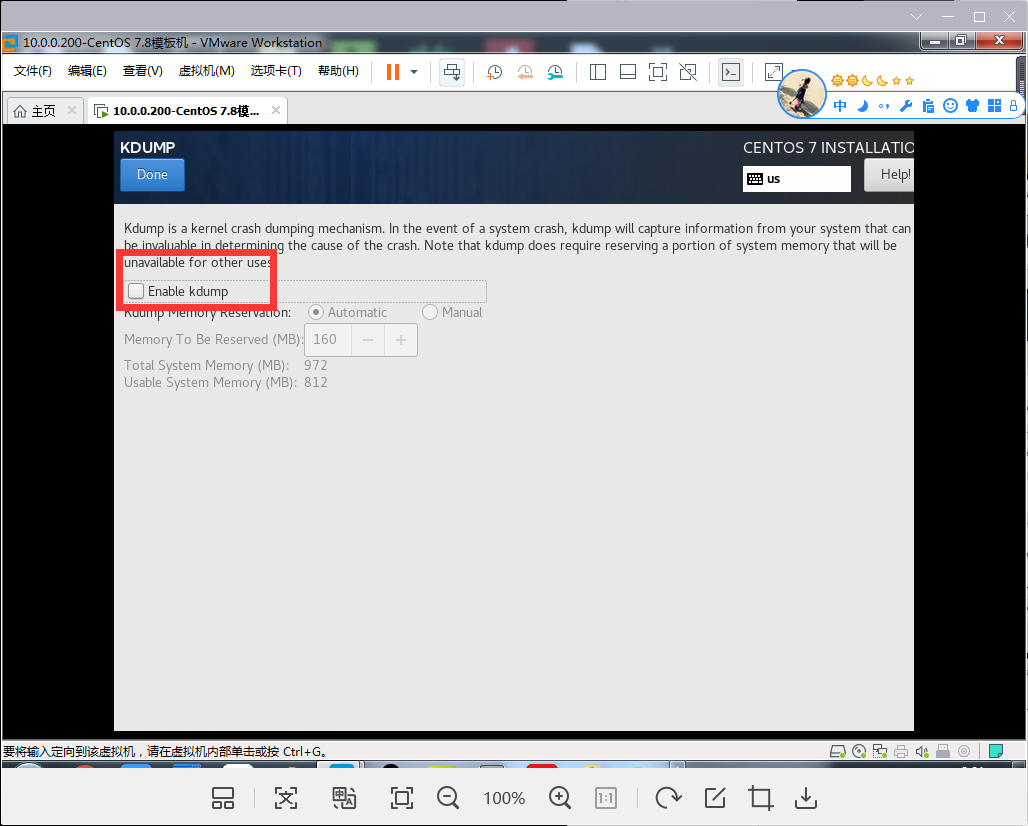 10.0.0.200-CentOS 7.8模板机 - VMware Workstation
文件(F) 编辑(E) 查看(V) 虚拟机(M) 选项卡(T) 帮助(H)
中
主页 10.0.0.200-CentOS 7.8模...
KDUMP CENTOS 7 INSTALLATIO
Done us Help!
Kdump is a kernel crash dumping mechanism. In the event of a system crash, kdump will capture information from your system that can
be invaluable in determining the cause of the crash. Note that kdump does require reserving a portion of system memory that will be
unavailable for other uses
Enable kdump
Kdump Memory Reservation: Automatic Manual
Memory To Be Reserved (MB): 160 − +
Total System Memory (MB): 972
Usable System Memory (MB): 812
要将输入定向到该虚拟机，请在虚拟机内部单击或按 Ctrl+G。
100% 1:1